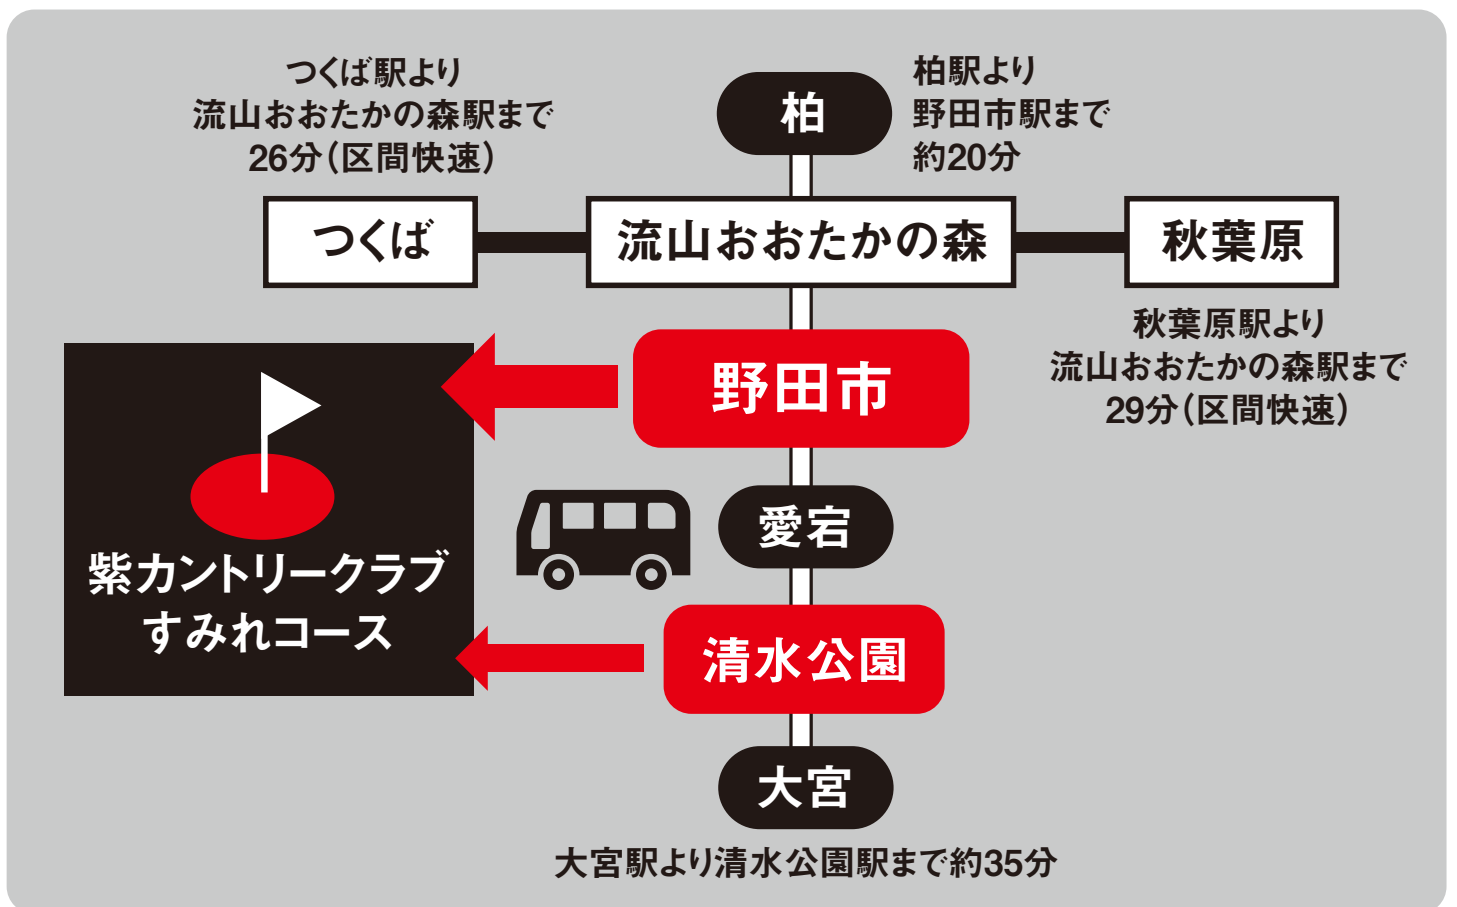 つくば駅より
流山おおたかの森駅まで
26分(区間快速)
柏
柏駅より
野田市駅まで
約20分
つくば
流山おおたかの森
秋葉原
秋葉原駅より
流山おおたかの森駅まで
29分(区間快速)
野田市
紫カントリークラブ
すみれコース
愛宕
清水公園
大宮
大宮駅より清水公園駅まで約35分